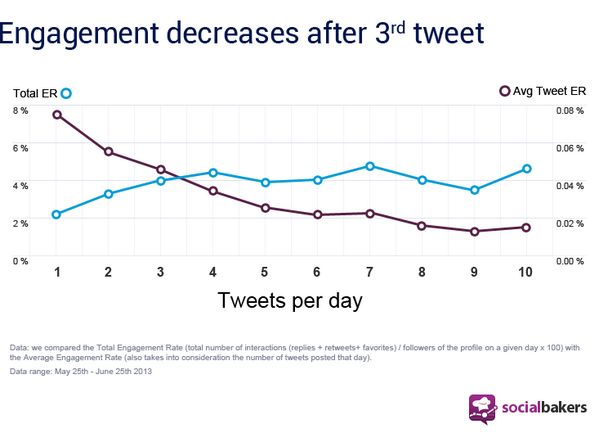 Engagement decreases after 3rd tweet
Total ER
Avg Tweet ER
8 %
0.08 %
6 %
0.06 %
4 %
0.04 %
2 %
0.02 %
0 %
0.00 %
1 2 3 4 5 6 7 8 9 10
Tweets per day
Data: we compared the Total Engagement Rate (total number of interactions (replies + retweets+ favorites) / followers of the profile on a given day x 100) with
the Average Engagement Rate (also takes into consideration the number of tweets posted that day).
Data range: May 25th - June 25th 2013
socialbakers